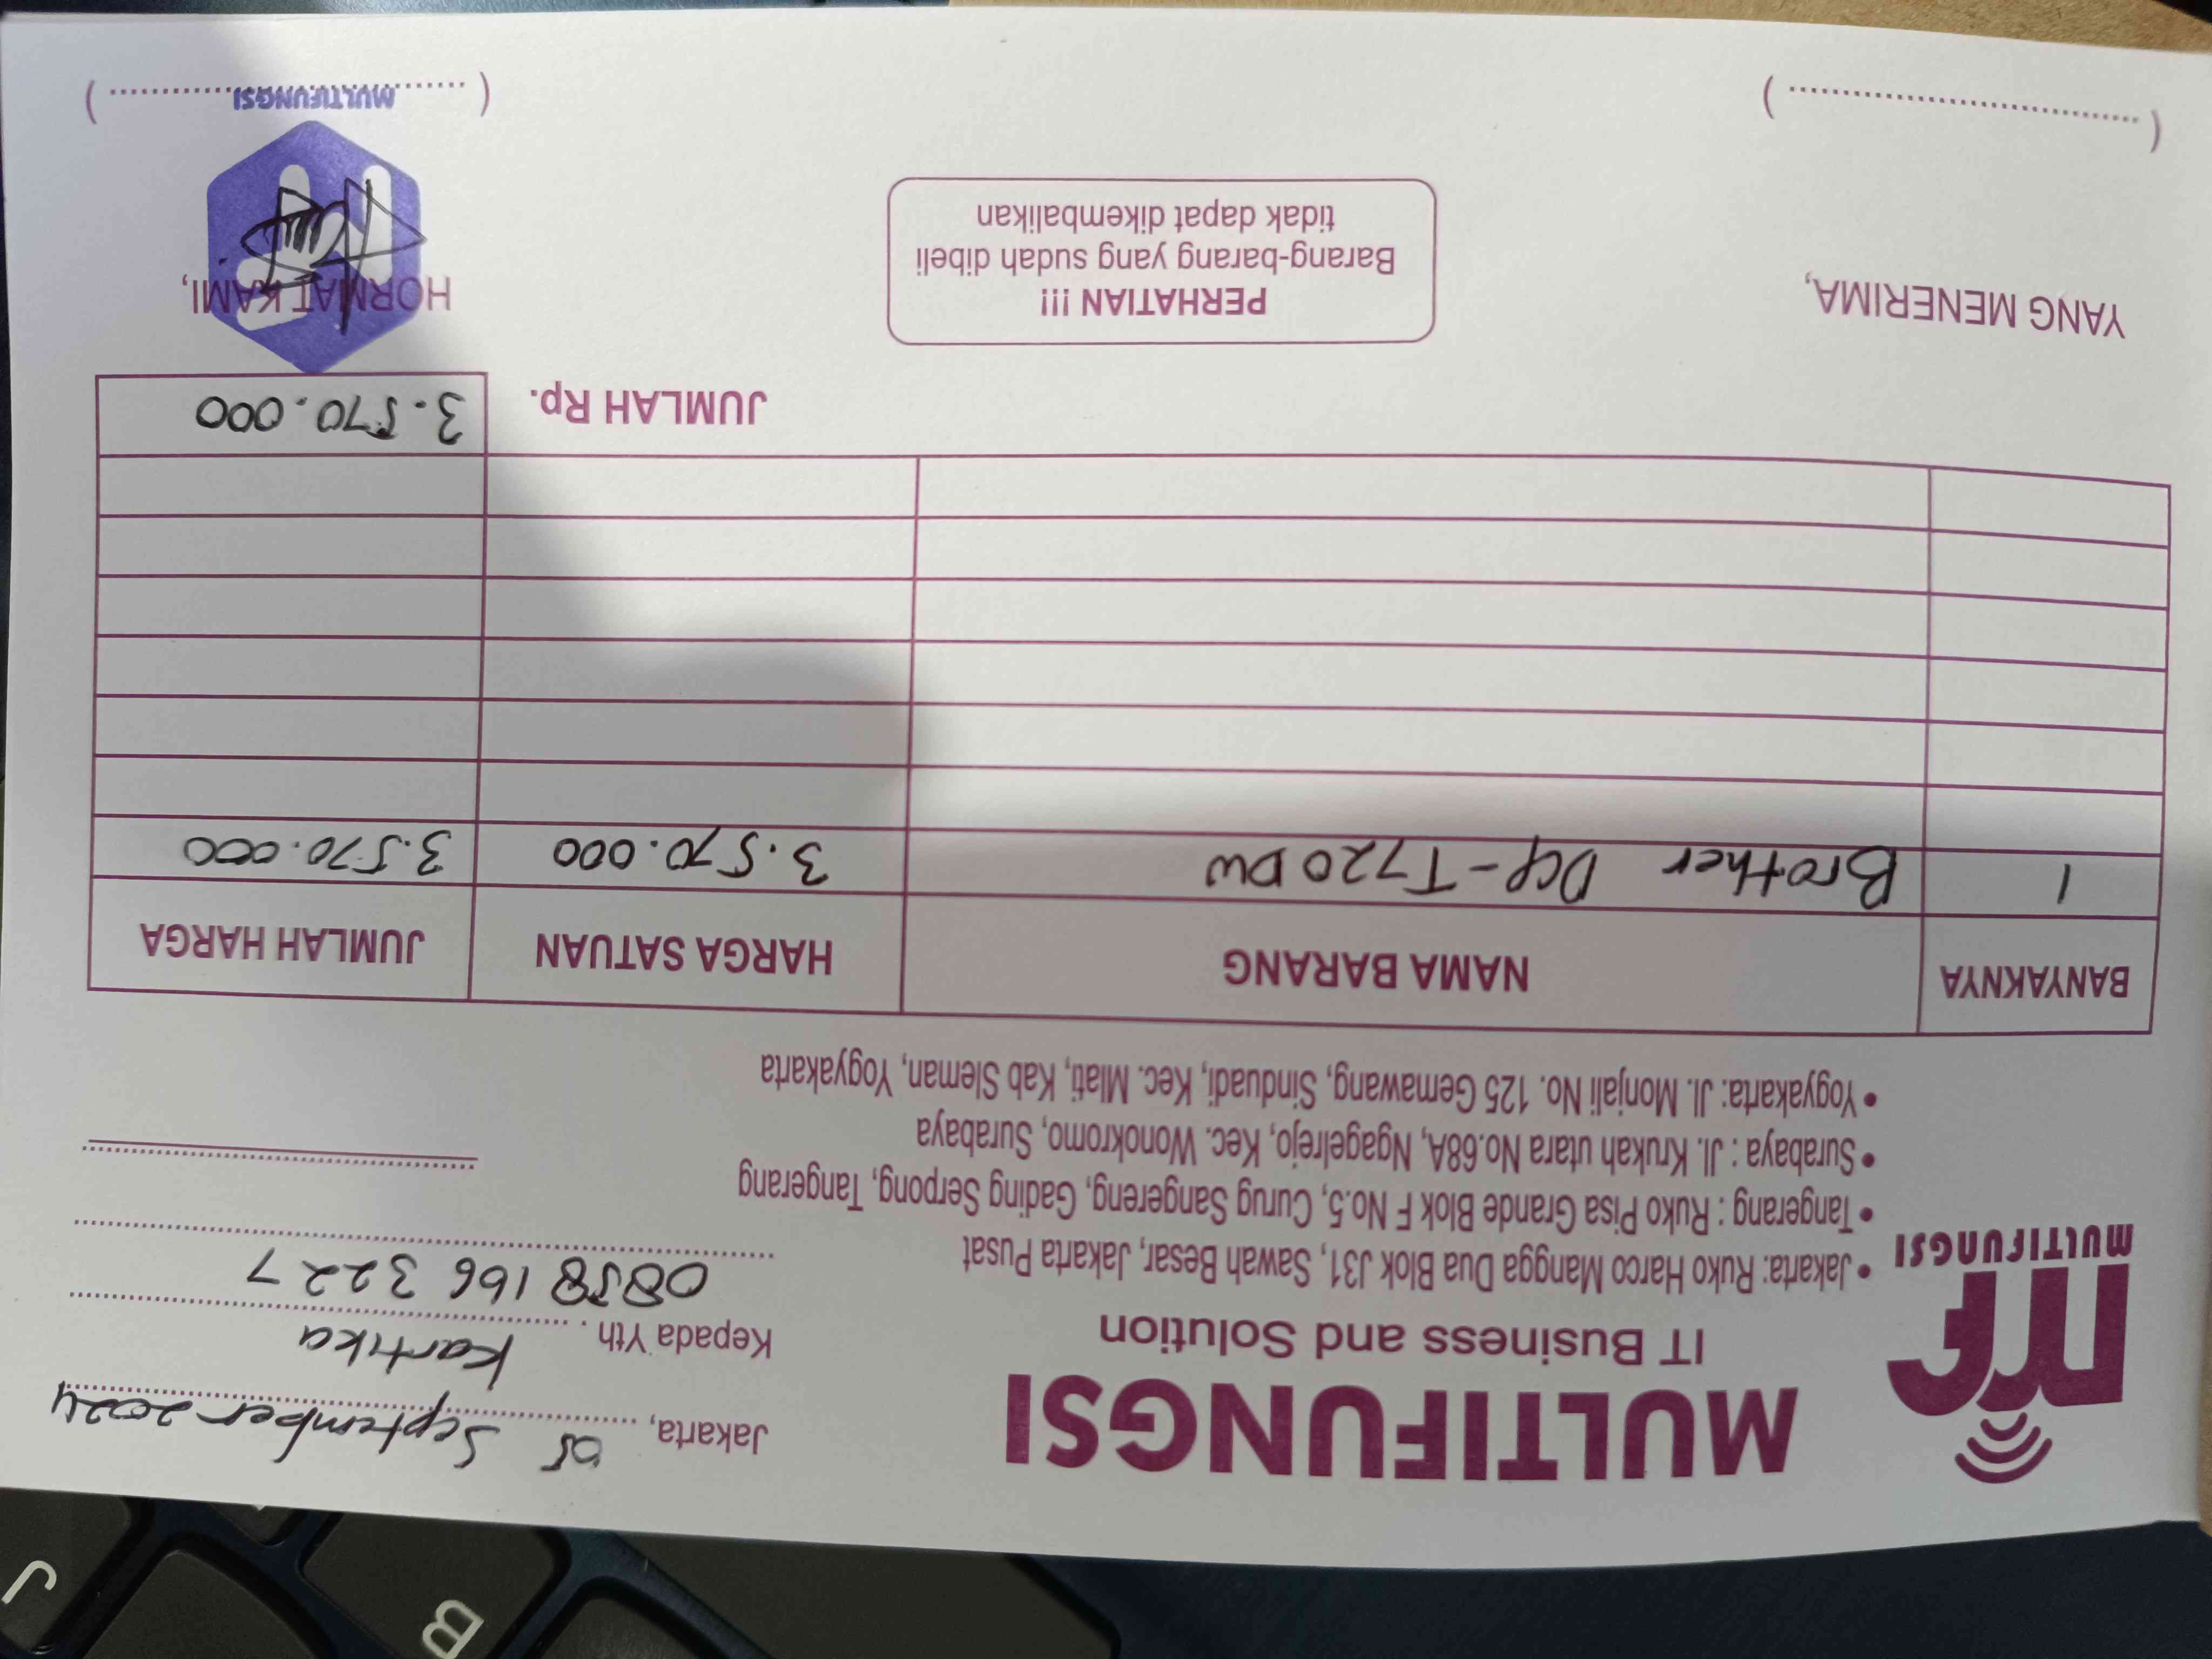 MULTIFUNGSI
IT Business and Solution
MULTIFUNGSI
• Jakarta: Ruko Harco Mangga Dua Blok J31, Sawah Besar, Jakarta Pusat
• Tangerang : Ruko Pisa Grande Blok F No.5, Curug Sangereng, Gading Serpong, Tangerang
• Surabaya : Jl. Krukah utara No.68A, Ngagelrejo, Kec. Wonokromo, Surabaya
• Yogyakarta: Jl. Monjali No. 125 Gemawang, Sinduadi, Kec. Mlati, Kab Sleman, Yogyakarta
Jakarta, 05 September 2024
Kepada Yth. Kartika
0858 166 3227
BANYAKNYA NAMA BARANG HARGA SATUAN JUMLAH HARGA
1 Brother Dcp-T720DW 3.570.000 3.570.000
JUMLAH Rp. 3.570.000
YANG MENERIMA,
PERHATIAN !!!
Barang-barang yang sudah dibeli
tidak dapat dikembalikan
HORMAT KAMI,
MULTIFUNGSI
B
J